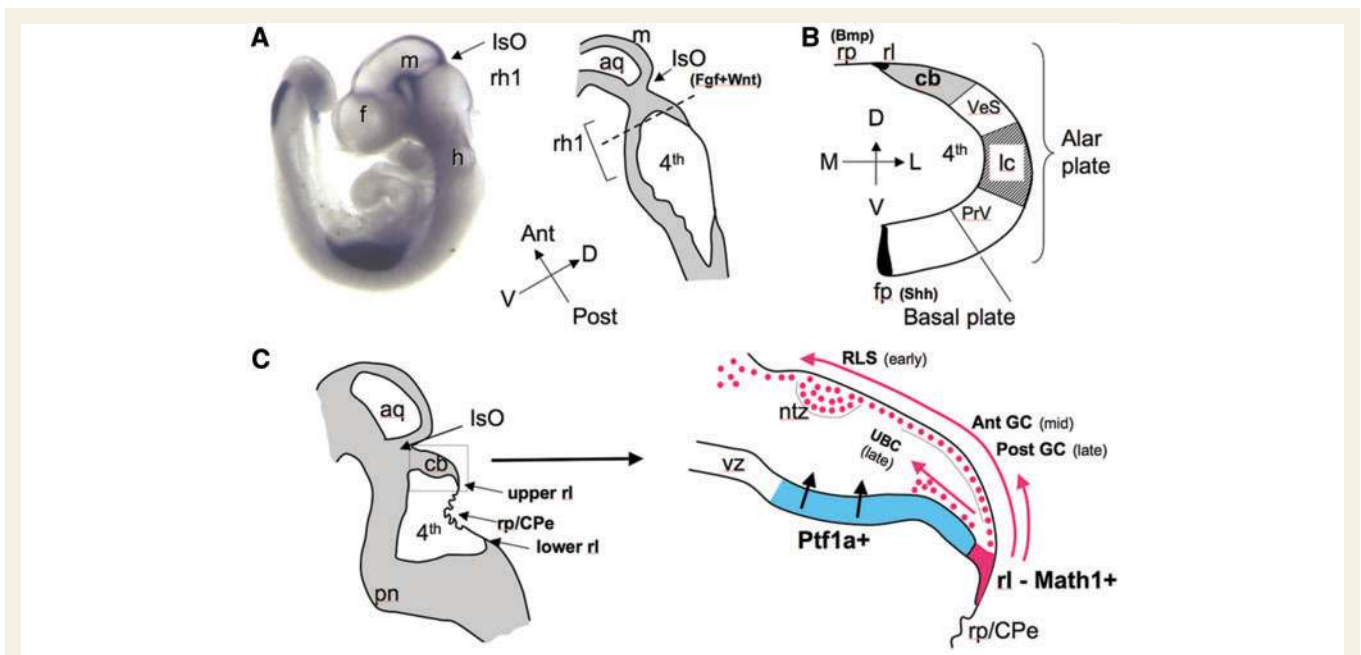 A
IsO
m
rh1
f
h
m
aq
IsO
(Fgf+Wnt)
rh1
4th
Ant
D
V
Post
B
(Bmp)
rp rl
cb
VeS
D
4th
M L
lc
V
PrV
Alar
plate
fp (Shh)
Basal plate
C
aq
IsO
cb
upper rl
rp/CPe
4th
lower rl
pn
RLS (early)
ntz
Ant GC (mid)
UBC
(late)
Post GC (late)
vz
Ptf1a+
rl - Math1+
rp/CPe